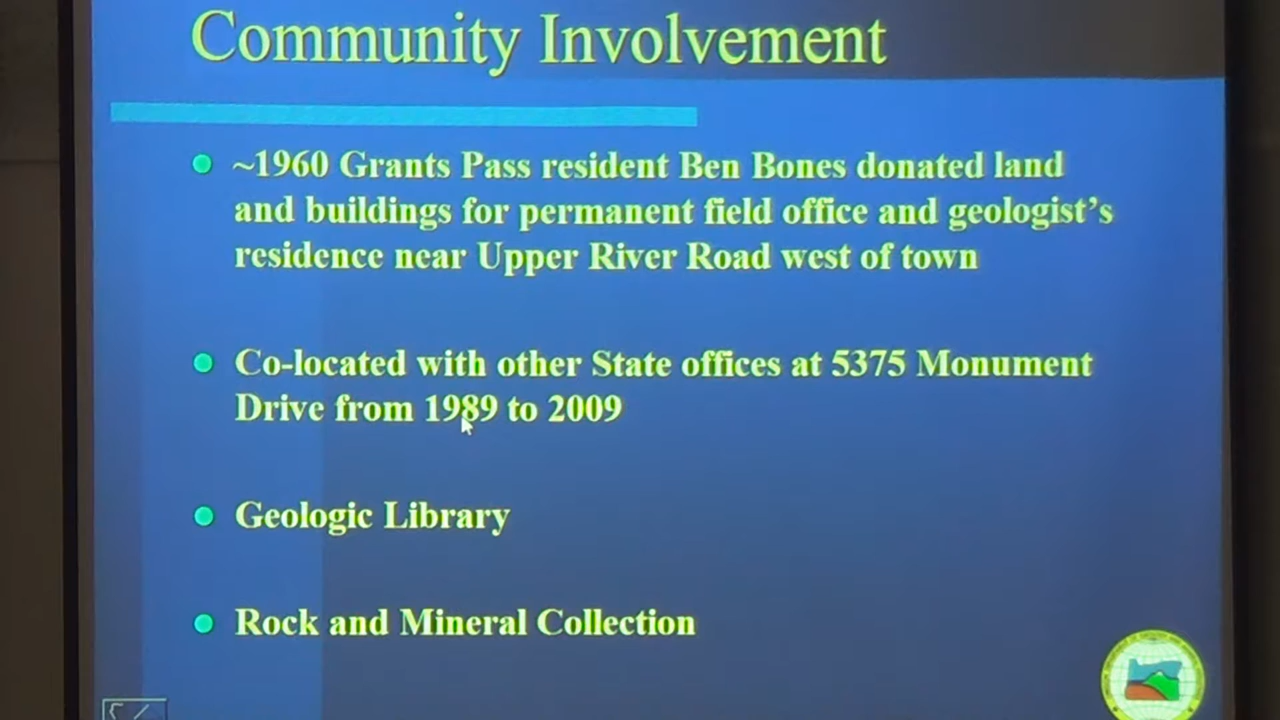 Community Involvement
~1960 Grants Pass resident Ben Bones donated land
and buildings for permanent field office and geologist’s
residence near Upper River Road west of town
Co-located with other State offices at 5375 Monument
Drive from 1989 to 2009
Geologic Library
Rock and Mineral Collection